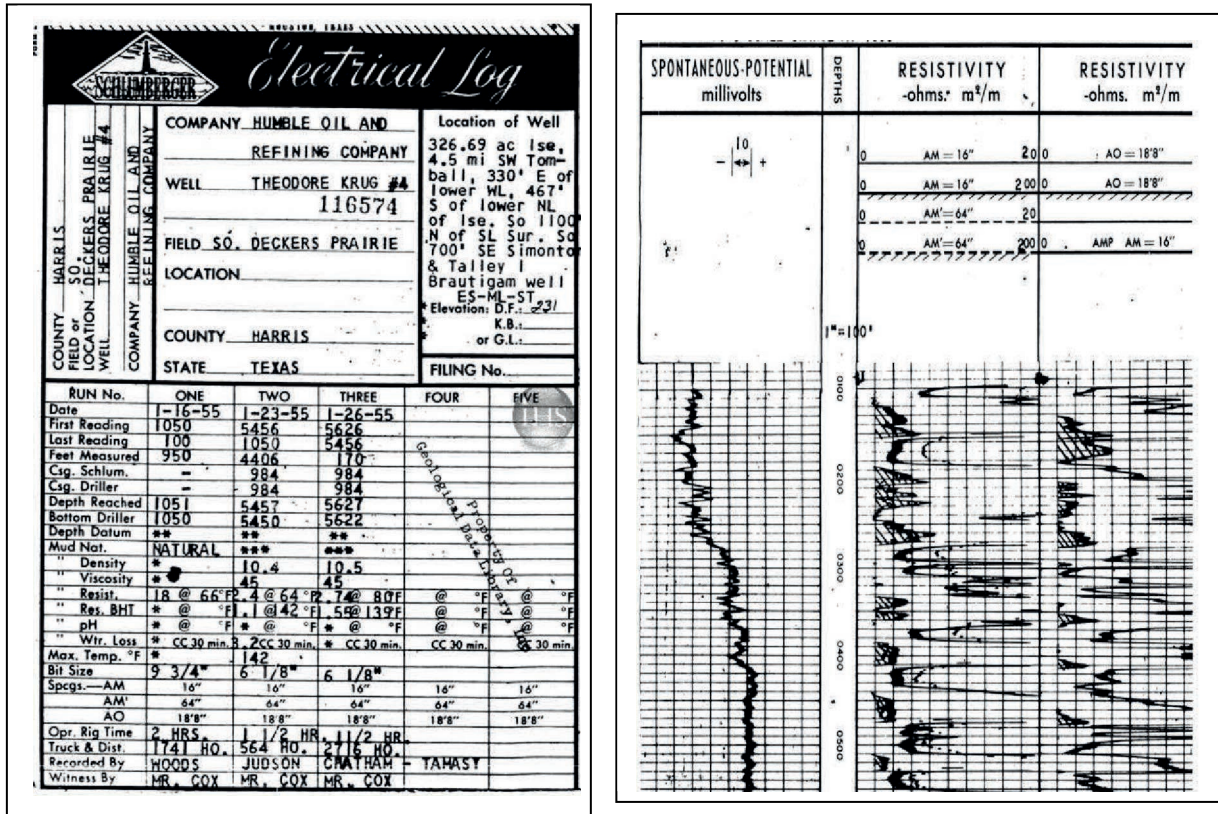 HOUSTON, TEXAS
SCHLUMBERGER
Electrical Log
COUNTY HARRIS
FIELD or SO.
LOCATION DECKERS PRAIRIE
WELL THEODORE KRUG #4
COMPANY HUMBLE OIL AND
REFINING COMPANY
COMPANY HUMBLE OIL AND
REFINING COMPANY
WELL THEODORE KRUG #4
116574
FIELD SO. DECKERS PRAIRIE
LOCATION
COUNTY HARRIS
STATE TEXAS
Location of Well
326.69 ac lse,
4.5 mi SW Tom-
ball, 330' E of
lower WL, 467'
S of lower NL
of lse. So 1100'
N of SL Sur. So
700' SE Simonton
& Talley 1
Brautigam well
ES-ML-ST
Elevation: D.F.: 231
K.B.:
or G.L.:
FILING No.
RUN No. ONE TWO THREE FOUR FIVE
Date 1-16-55 1-23-55 1-26-55
First Reading 1050 5456 5626
Last Reading 100 1050 5456
Feet Measured 950 4406 170
Csg. Schlum. - 984 984
Csg. Driller - 984 984
Depth Reached 1051 5457 5627
Bottom Driller 1050 5450 5622
Depth Datum ** ** **
Mud Nat. NATURAL *** ***
" Density * 10.4 10.5
" Viscosity * 45 45
" Resist. 18 @ 66°F 2.4 @ 64°F 2.74@ 80°F @ °F @ °F
" Res. BHT * @ °F 1.1 @ 142°F 1.55@ 139°F @ °F @ °F
" pH * @ °F * @ °F * @ °F @ °F @ °F
" Wtr. Loss * CC 30 min. 3.2CC 30 min. * CC 30 min. CC 30 min. 30 min.
Max. Temp. °F * 142
Bit Size 9 3/4" 6 1/8" 6 1/8"
Spcgs.—AM 16" 16" 16" 16" 16"
AM' 64" 64" 64" 64" 64"
AO 18'8" 18'8" 18'8" 18'8" 18'8"
Opr. Rig Time 2 HRS. 1 1/2 HR. 1 1/2 HR.
Truck & Dist. 1741 HO. 564 HO. 2716 HO.
Recorded By WOODS JUDSON CHATHAM - TAMASY
Witness By MR. COX MR. COX MR. COX
Property Of
Geological Data Library, Inc
SPONTANEOUS-POTENTIAL
millivolts
DEPTHS
RESISTIVITY
-ohms. m²/m
RESISTIVITY
-ohms. m²/m
10
- +
0 AM = 16" 20 0 AO = 18'8"
0 AM = 16" 200 0 AO = 18'8"
0 AM' = 64" 20
0 AM' = 64" 200 0 AMP AM = 16"
1"=100'
0100
0200
0300
0400
0500